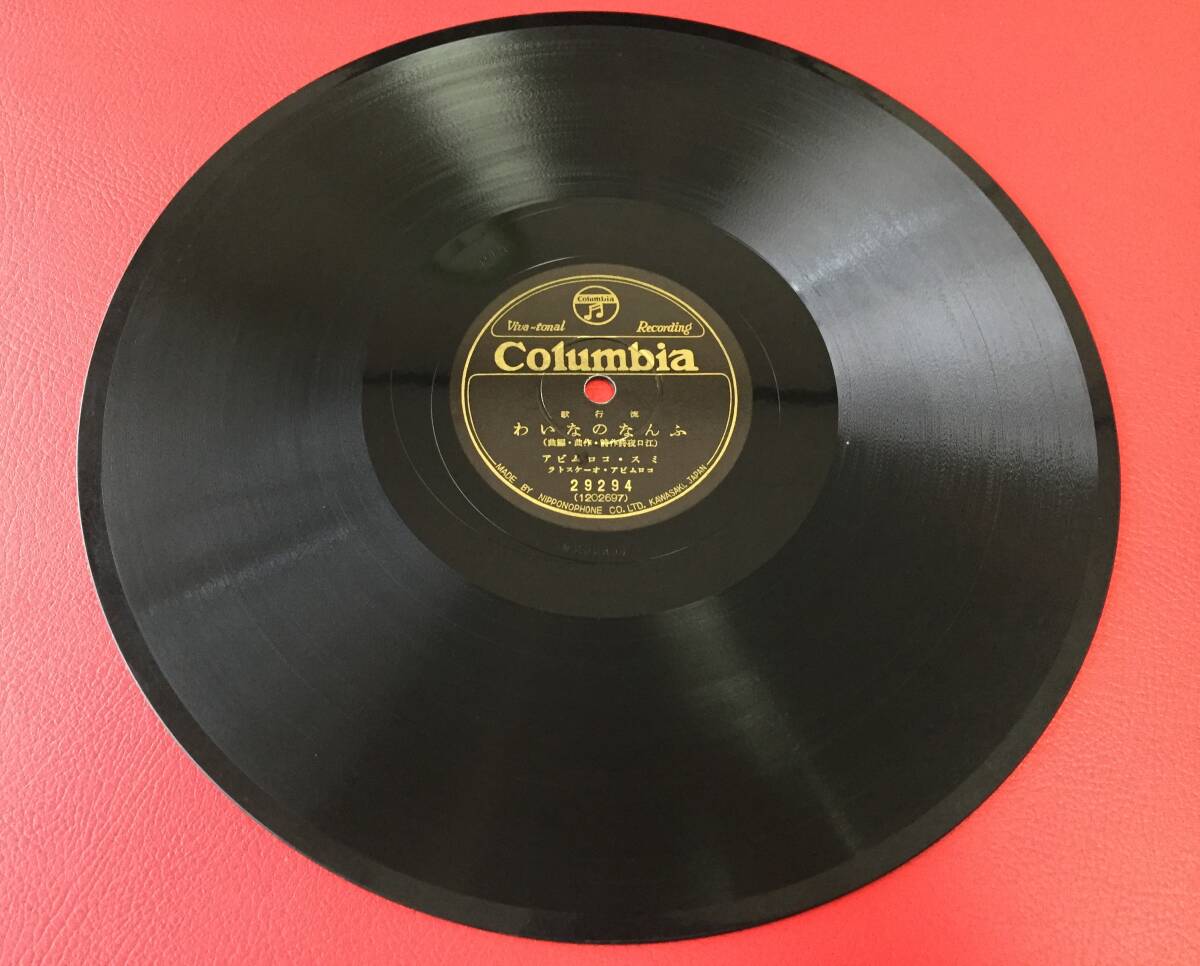 Columbia
Viva-tonal Recording
Columbia
流行歌
ふんなのないわ
(江口夜詩作詩・作曲・編曲)
ミス・コロムビア
コロムビア・オーケストラ
29294
(1202697)
MADE BY NIPPONOPHONE CO. LTD. KAWASAKI, JAPAN